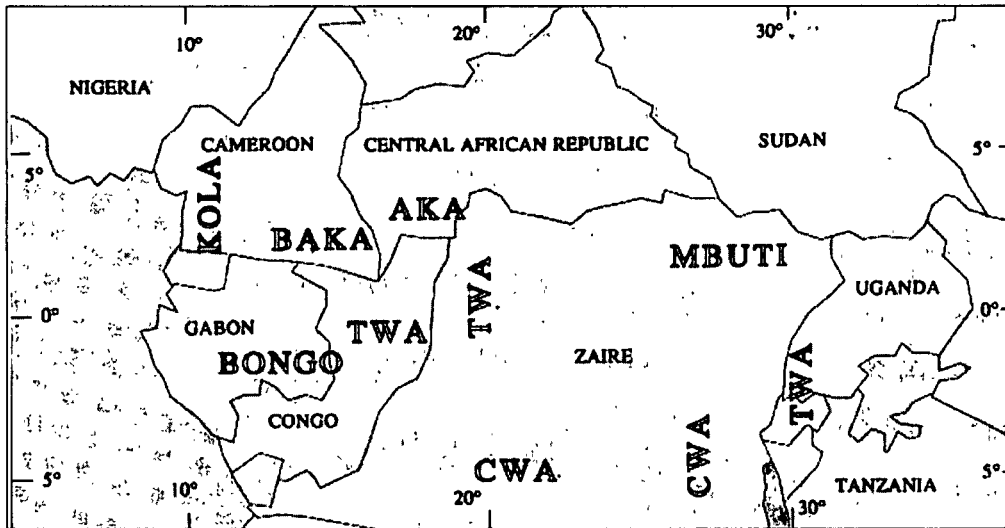 10°
20°
30°
NIGERIA
CAMEROON
CENTRAL AFRICAN REPUBLIC
SUDAN
5°
5°
KOLA
BAKA
AKA
TWA
MBUTI
UGANDA
0°
GABON
TWA
0°
BONGO
ZAIRE
TWA
CONGO
CWA
CWA
5°
10°
20°
30°
TANZANIA
5°